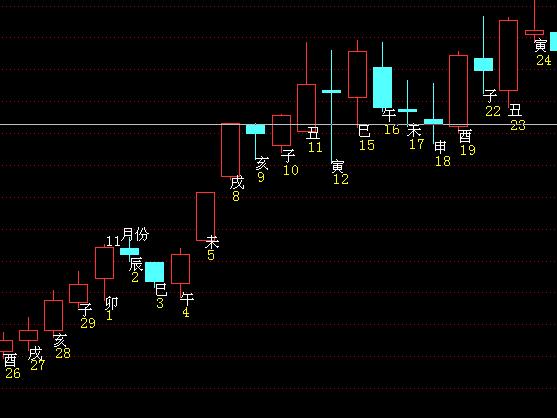 酉
26
戌
27
亥
28
子
29
11月份
卯
1
辰
2
巳
3
午
4
未
5
戌
8
亥
9
子
10
丑
11
寅
12
巳
15
午
16
未
17
申
18
酉
19
子
22
丑
23
寅
24